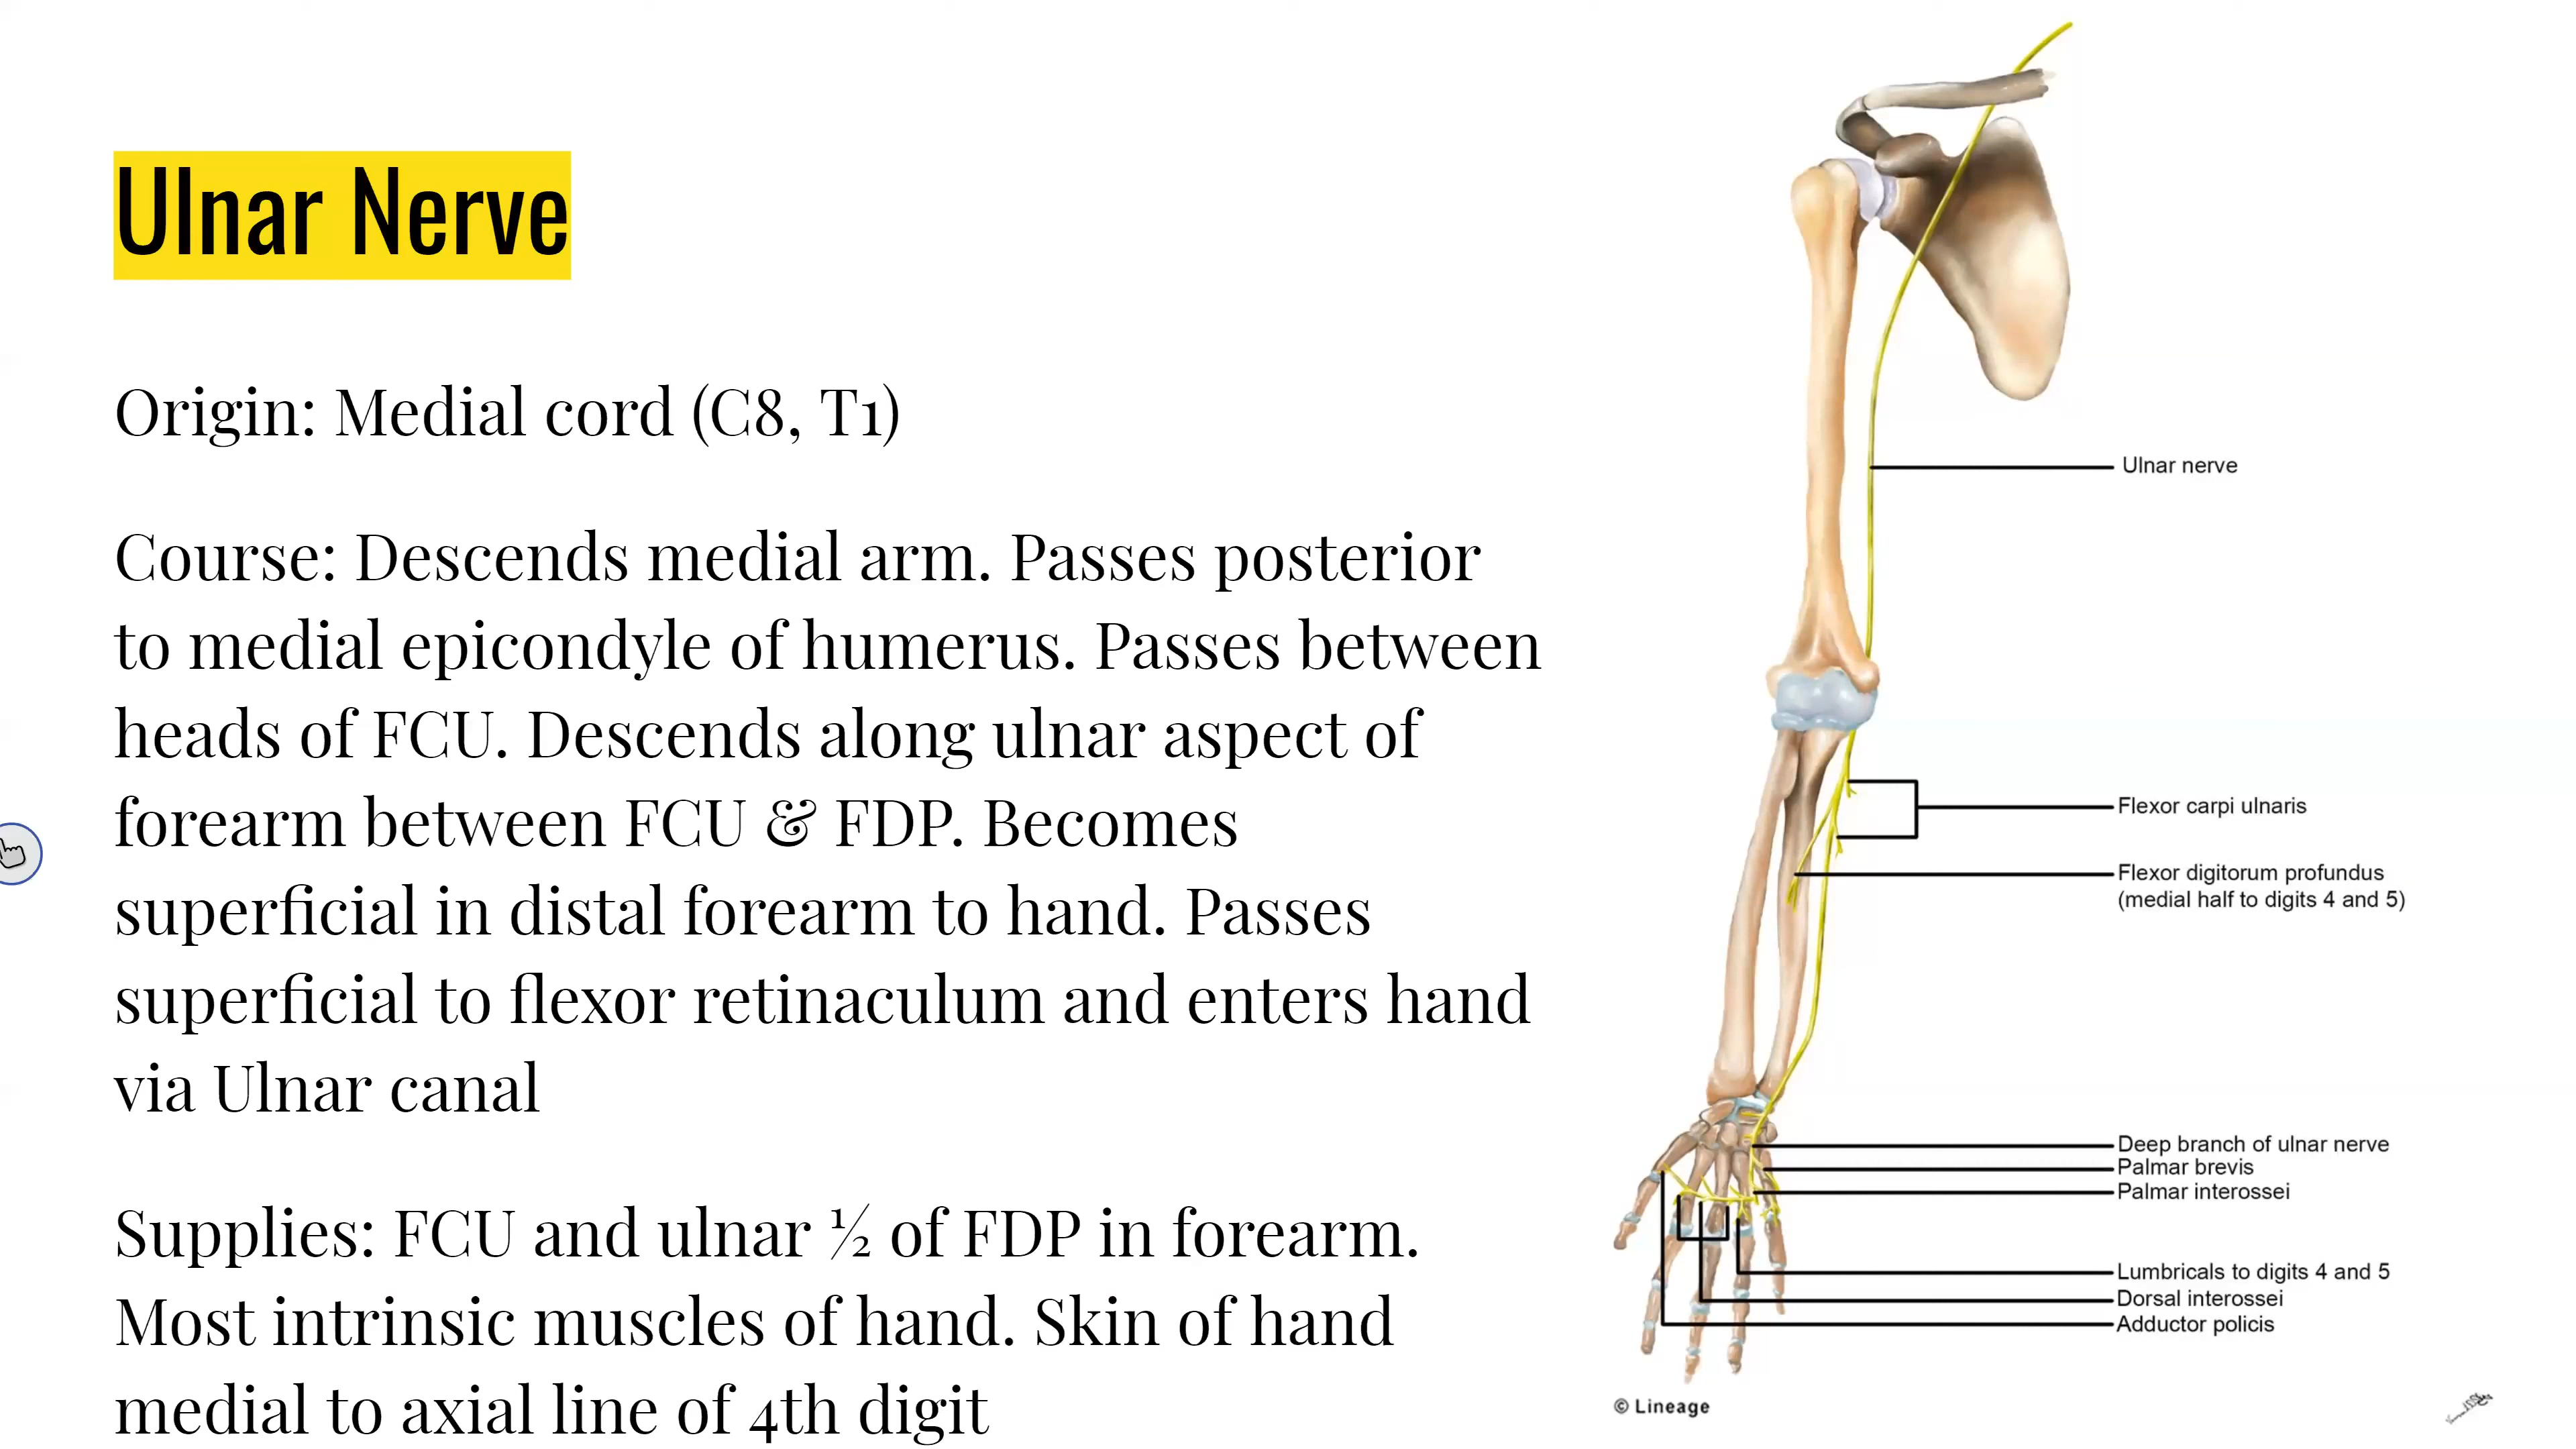 Ulnar Nerve
Origin: Medial cord (C8, T1)
Course: Descends medial arm. Passes posterior
to medial epicondyle of humerus. Passes between
heads of FCU. Descends along ulnar aspect of
forearm between FCU & FDP. Becomes
superficial in distal forearm to hand. Passes
superficial to flexor retinaculum and enters hand
via Ulnar canal
Supplies: FCU and ulnar ½ of FDP in forearm.
Most intrinsic muscles of hand. Skin of hand
medial to axial line of 4th digit
Ulnar nerve
Flexor carpi ulnaris
Flexor digitorum profundus
(medial half to digits 4 and 5)
Deep branch of ulnar nerve
Palmar brevis
Palmar interossei
Lumbricals to digits 4 and 5
Dorsal interossei
Adductor policis
© Lineage